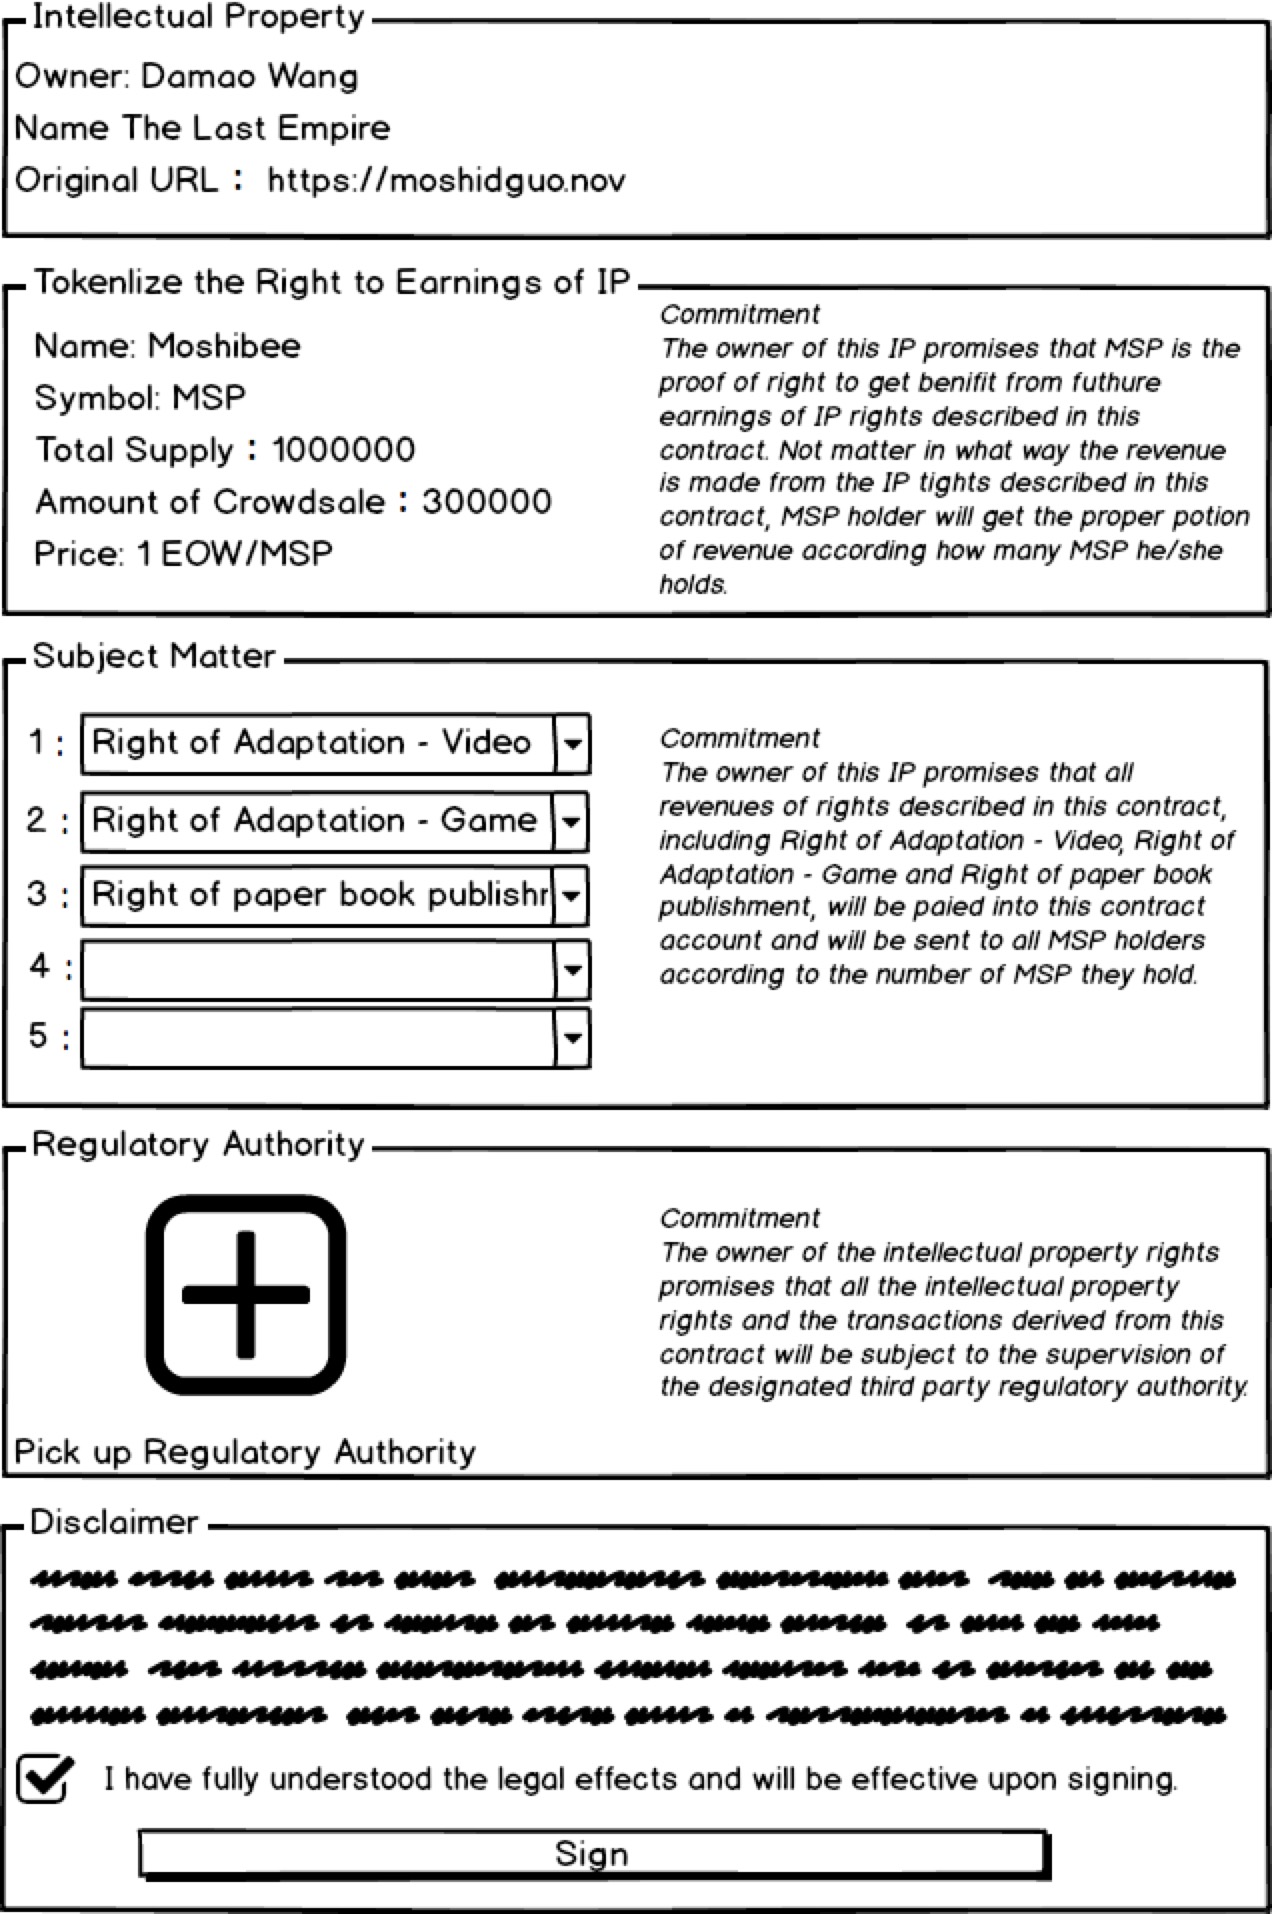 Intellectual Property
Owner: Damao Wang
Name The Last Empire
Original URL： https://moshidguo.nov
Tokenlize the Right to Earnings of IP
Name: Moshibee
Symbol: MSP
Total Supply：1000000
Amount of Crowdsale：300000
Price: 1 EOW/MSP
Commitment
The owner of this IP promises that MSP is the
proof of right to get benifit from futhure
earnings of IP rights described in this
contract. Not matter in what way the revenue
is made from the IP tights described in this
contract, MSP holder will get the proper potion
of revenue according how many MSP he/she
holds.
Subject Matter
1 : Right of Adaptation - Video
2 : Right of Adaptation - Game
3 : Right of paper book publishr
4 :
5 :
Commitment
The owner of this IP promises that all
revenues of rights described in this contract,
including Right of Adaptation - Video, Right of
Adaptation - Game and Right of paper book
publishment, will be paied into this contract
account and will be sent to all MSP holders
according to the number of MSP they hold.
Regulatory Authority
Pick up Regulatory Authority
Commitment
The owner of the intellectual property rights
promises that all the intellectual property
rights and the transactions derived from this
contract will be subject to the supervision of
the designated third party regulatory authority.
Disclaimer
I have fully understood the legal effects and will be effective upon signing.
Sign